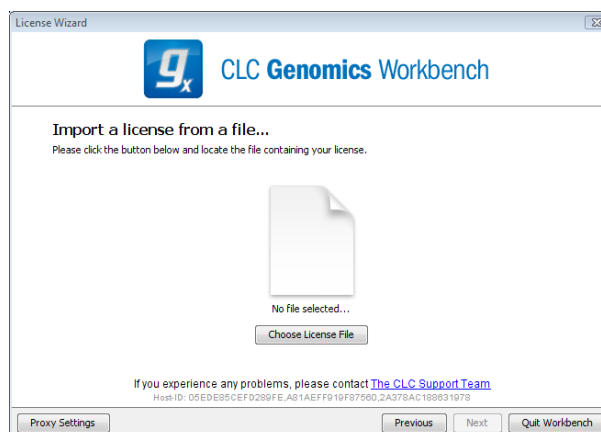 License Wizard
gx CLC Genomics Workbench
Import a license from a file...
Please click the button below and locate the file containing your license.
No file selected...
Choose License File
If you experience any problems, please contact The CLC Support Team
Host-ID: 05EDE85CEFD289FE,A81AEFF919F87560,2A378AC188631978
Proxy Settings Previous Next Quit Workbench